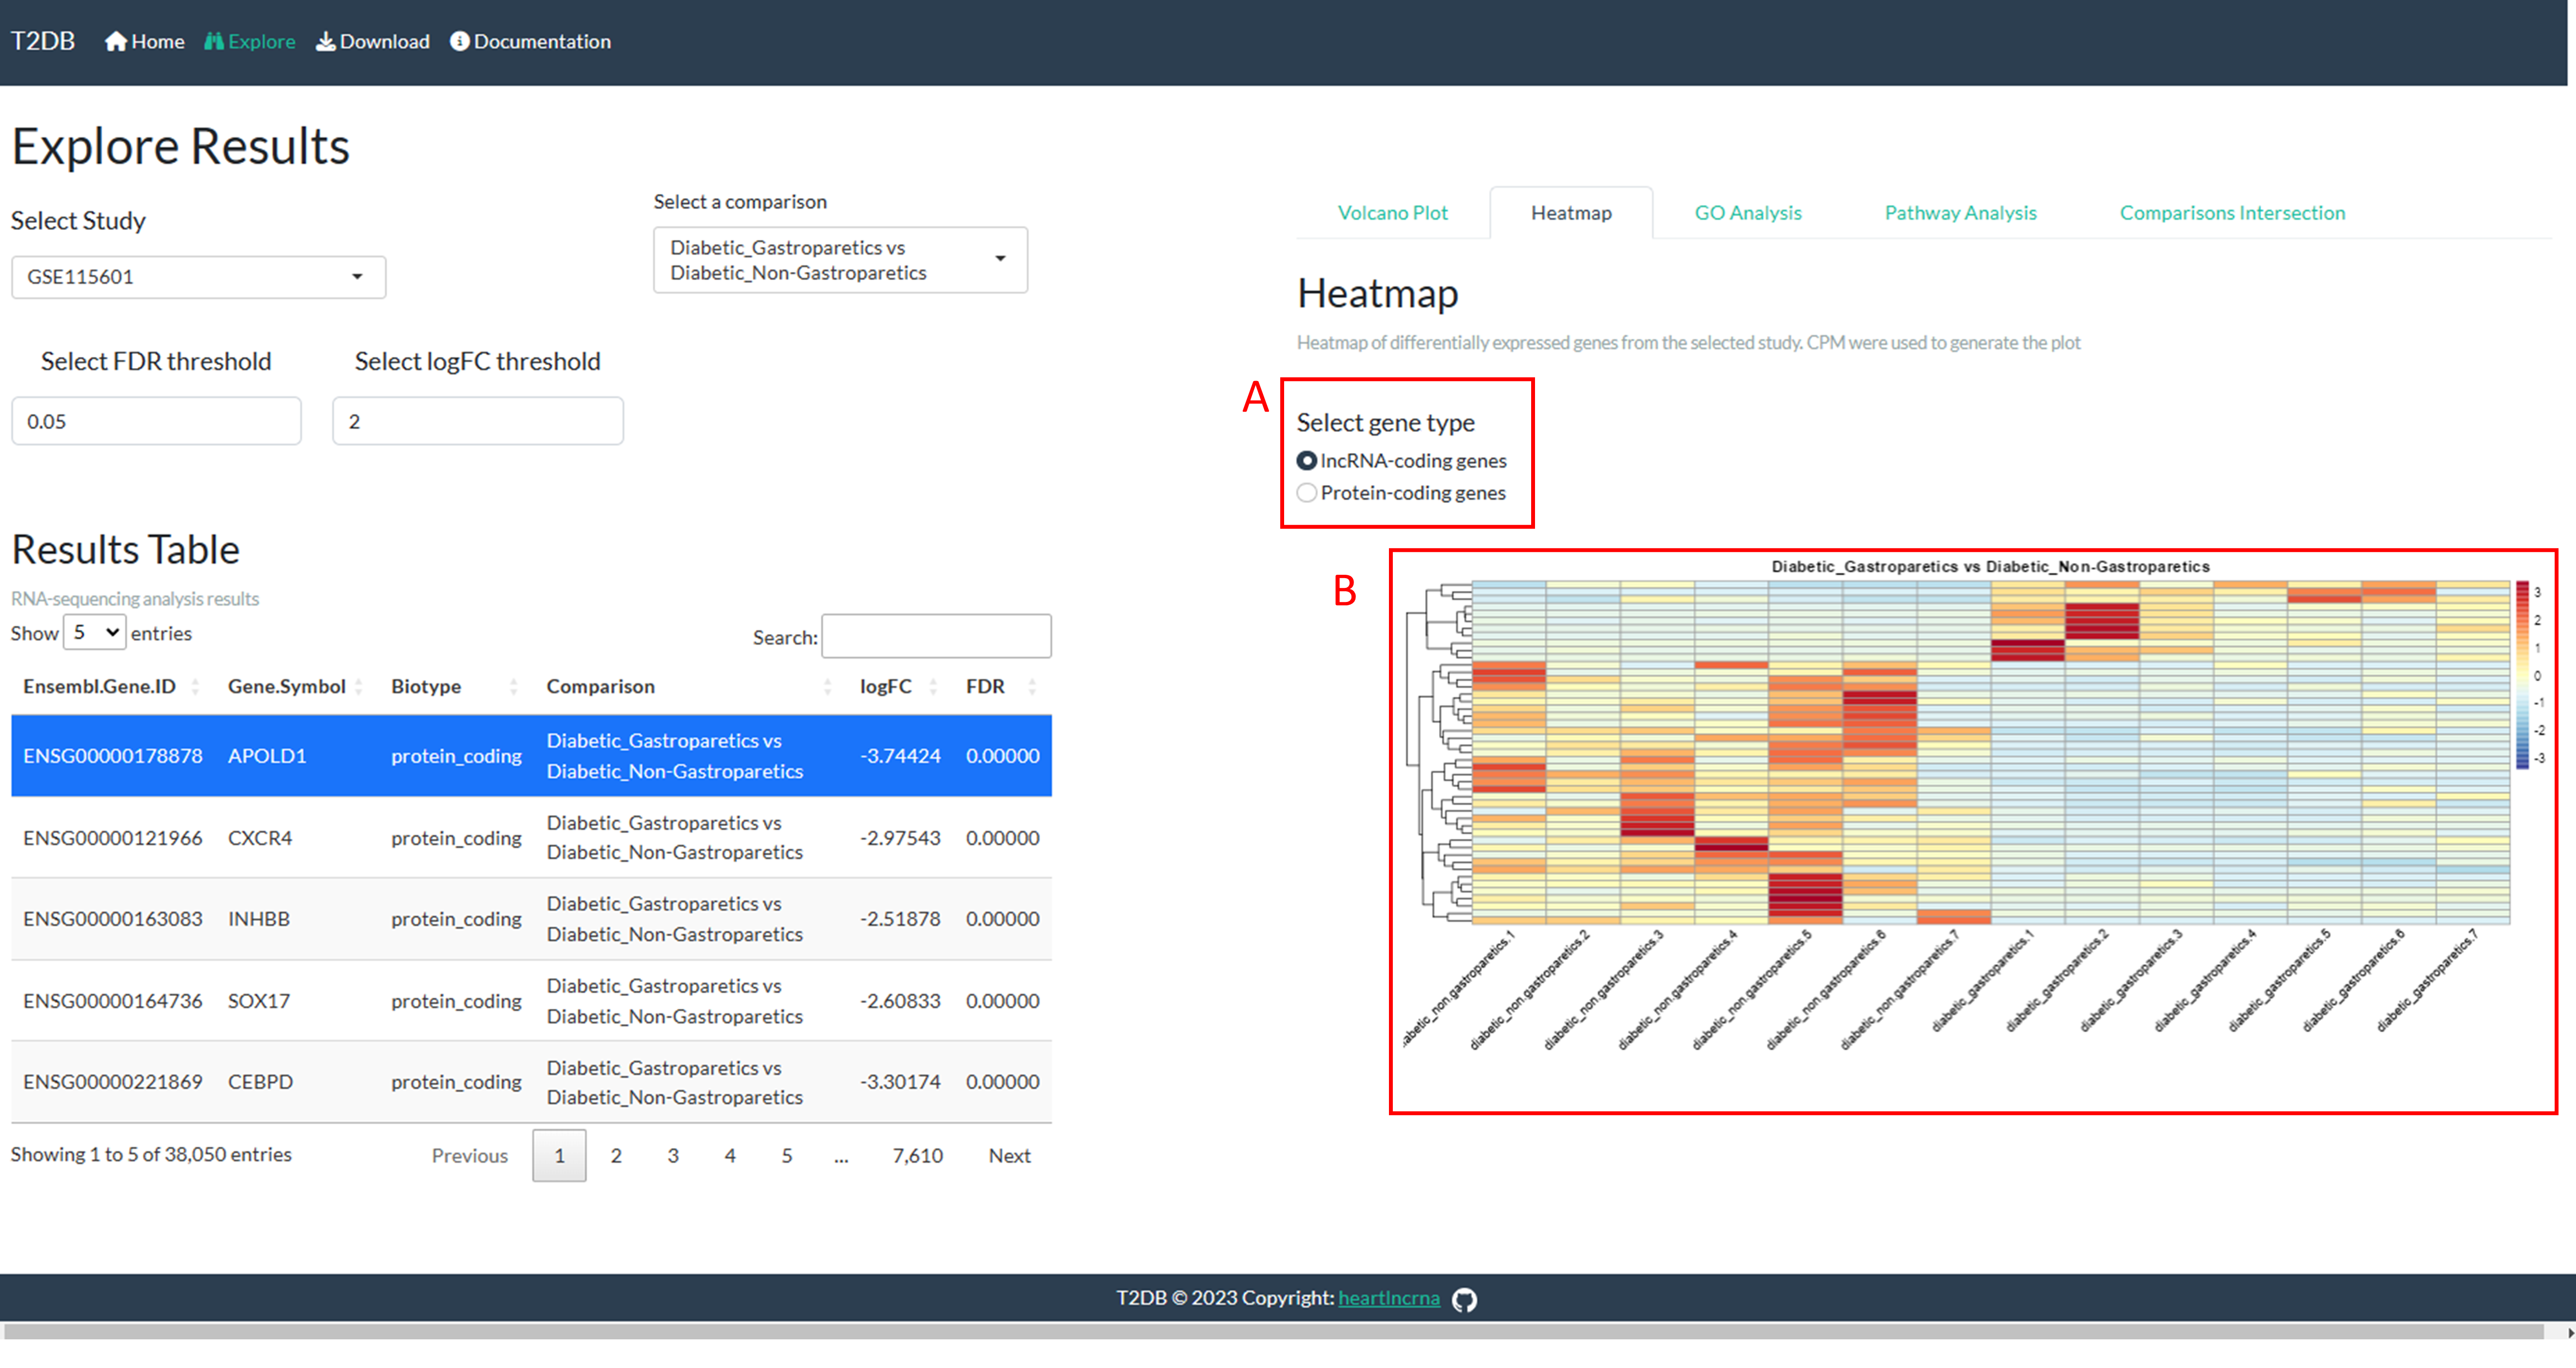 T2DB Home Explore Download Documentation
Explore Results
Select Study
GSE115601
Select a comparison
Diabetic_Gastroparetics vs
Diabetic_Non-Gastroparetics
Select FDR threshold
0.05
Select logFC threshold
2
Results Table
RNA-sequencing analysis results
Show 5 entries
Search:
Ensembl.Gene.ID Gene.Symbol Biotype Comparison logFC FDR
ENSG00000178878 APOLD1 protein_coding Diabetic_Gastroparetics vs Diabetic_Non-Gastroparetics -3.74424 0.00000
ENSG00000121966 CXCR4 protein_coding Diabetic_Gastroparetics vs Diabetic_Non-Gastroparetics -2.97543 0.00000
ENSG00000163083 INHBB protein_coding Diabetic_Gastroparetics vs Diabetic_Non-Gastroparetics -2.51878 0.00000
ENSG00000164736 SOX17 protein_coding Diabetic_Gastroparetics vs Diabetic_Non-Gastroparetics -2.60833 0.00000
ENSG00000221869 CEBPD protein_coding Diabetic_Gastroparetics vs Diabetic_Non-Gastroparetics -3.30174 0.00000
Showing 1 to 5 of 38,050 entries
Previous 1 2 3 4 5 ... 7,610 Next
Volcano Plot Heatmap GO Analysis Pathway Analysis Comparisons Intersection
Heatmap
Heatmap of differentially expressed genes from the selected study. CPM were used to generate the plot
A
Select gene type
lncRNA-coding genes
Protein-coding genes
B
Diabetic_Gastroparetics vs Diabetic_Non-Gastroparetics
3
2
1
0
-1
-2
-3
iabetic_non.gastroparetics.1
diabetic_non.gastroparetics.2
diabetic_non.gastroparetics.3
diabetic_non.gastroparetics.4
diabetic_non.gastroparetics.5
diabetic_non.gastroparetics.6
diabetic_non.gastroparetics.7
diabetic_gastroparetics.1
diabetic_gastroparetics.2
diabetic_gastroparetics.3
diabetic_gastroparetics.4
diabetic_gastroparetics.5
diabetic_gastroparetics.6
diabetic_gastroparetics.7
T2DB © 2023 Copyright: heartlncrna